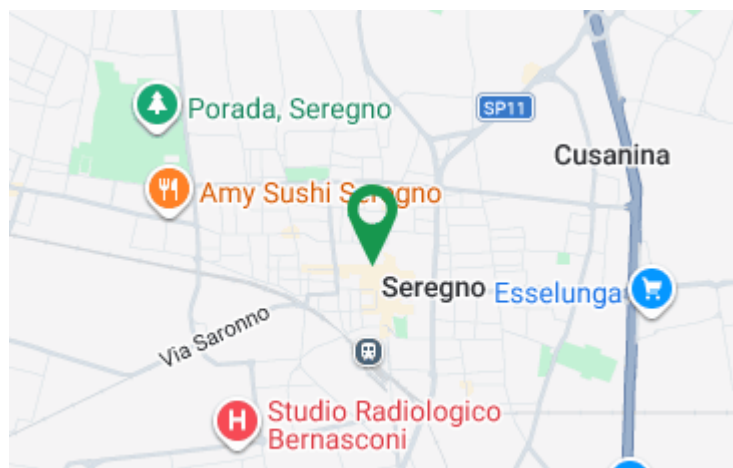 Porada, Seregno
SP11
Cusanina
Amy Sushi Seregno
Seregno
Esselunga
Via Saronno
H
Studio Radiologico
Bernasconi